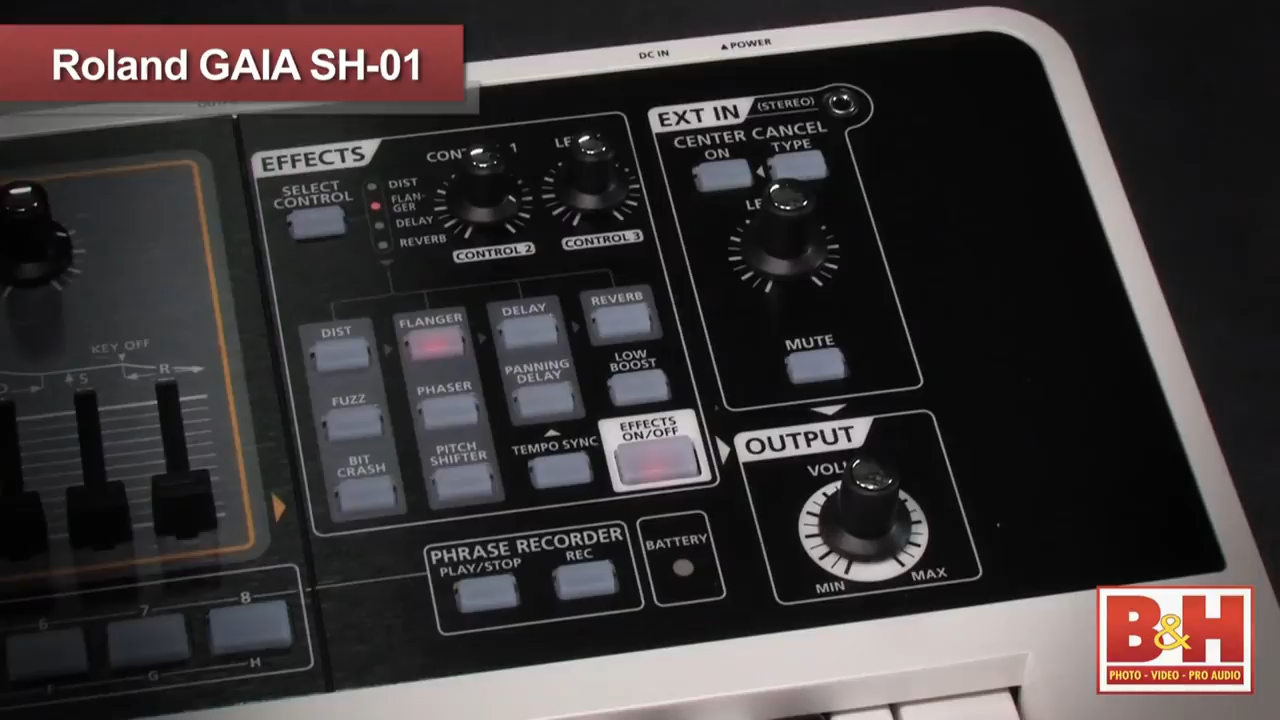 Roland GAIA SH-01
DC IN
▲POWER
EFFECTS
SELECT
CONTROL
DIST
FLAN-
GER
DELAY
REVERB
1
CONTROL 2
CONTROL 3
EXT IN
(STEREO)
CENTER CANCEL
ON
TYPE
MUTE
DIST
FLANGER
DELAY
REVERB
FUZZ
PHASER
PANNING
DELAY
LOW
BOOST
BIT
CRASH
PITCH
SHIFTER
TEMPO SYNC
EFFECTS
ON/OFF
OUTPUT
MIN
MAX
KEY OFF
S
R
PHRASE RECORDER
PLAY/STOP
REC
BATTERY
6
7
8
F
G
H
B&H
PHOTO - VIDEO - PRO AUDIO